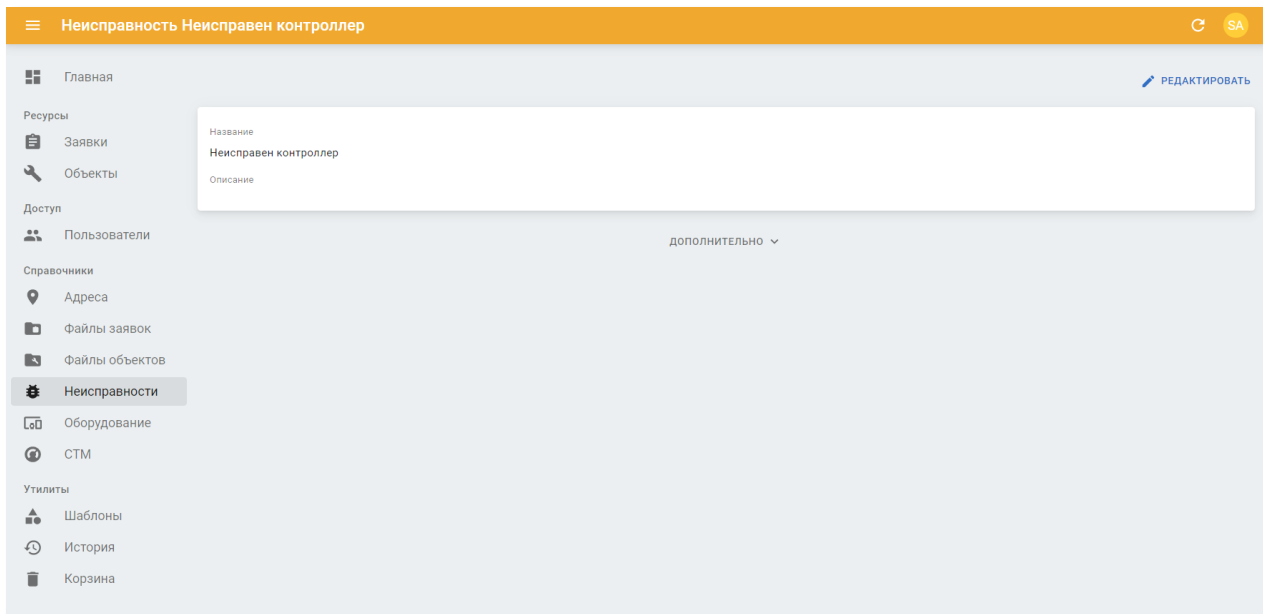 Неисправность Неисправен контроллер
SA
Главная
РЕДАКТИРОВАТЬ
Ресурсы
Заявки
Объекты
Доступ
Пользователи
Справочники
Адреса
Файлы заявок
Файлы объектов
Неисправности
Оборудование
СТМ
Утилиты
Шаблоны
История
Корзина
Название
Неисправен контроллер
Описание
ДОПОЛНИТЕЛЬНО